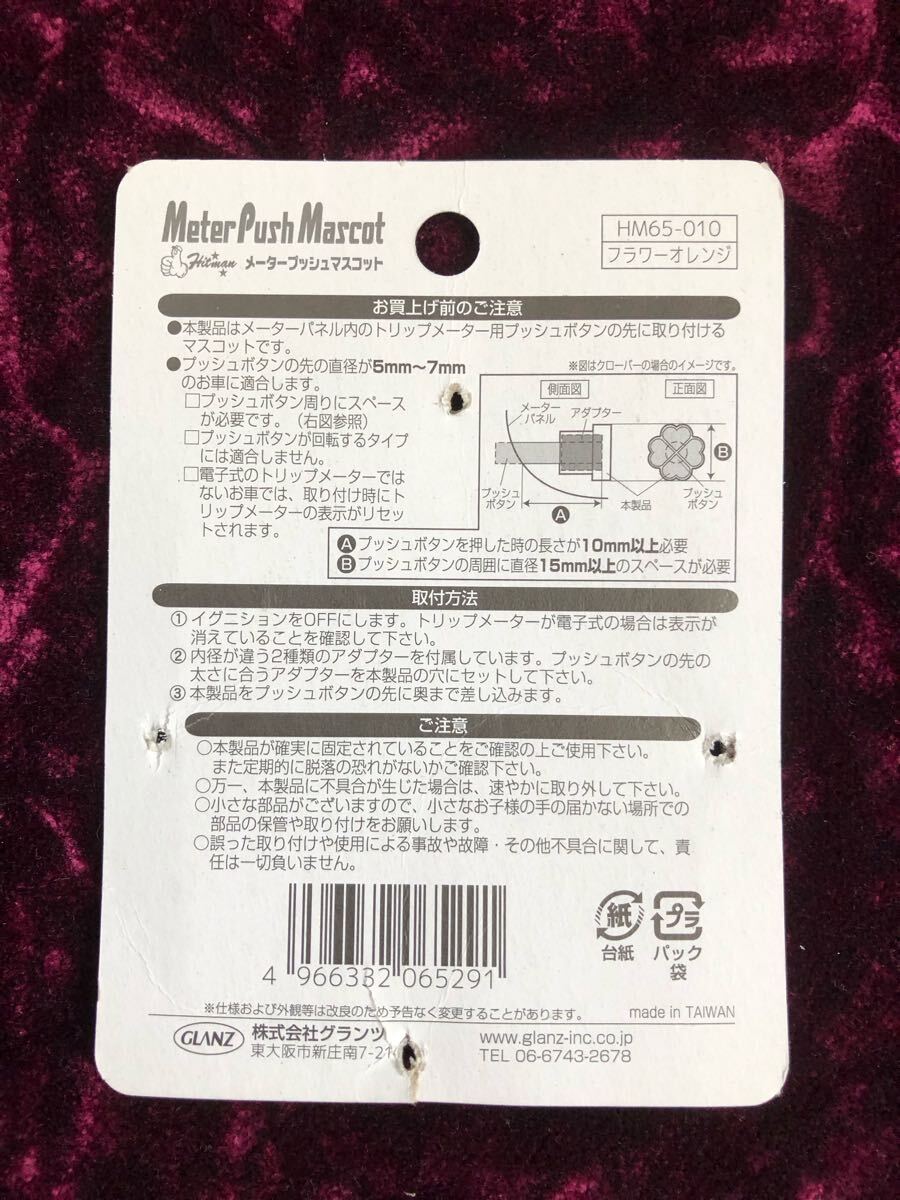 Meter Push Mascot
Hitman メータープッシュマスコット
HM65-010
フラワーオレンジ
お買上げ前のご注意
●本製品はメーターパネル内のトリップメーター用プッシュボタンの先に取り付ける
マスコットです。
●プッシュボタンの先の直径が5mm〜7mm
のお車に適合します。
□プッシュボタン周りにスペース
が必要です。（右図参照）
□プッシュボタンが回転するタイプ
には適合しません。
□電子式のトリップメーターでは
ないお車では、取り付け時にト
リップメーターの表示がリセッ
トされます。
※図はクローバーの場合のイメージです。
側面図
正面図
メーター
パネル
アダプター
プッシュ
ボタン
A
本製品
プッシュ
ボタン
B
A プッシュボタンを押した時の長さが10mm以上必要
B プッシュボタンの周囲に直径15mm以上のスペースが必要
取付方法
① イグニションをOFFにします。トリップメーターが電子式の場合は表示が
消えていることを確認して下さい。
② 内径が違う2種類のアダプターを付属しています。プッシュボタンの先の
太さに合うアダプターを本製品の穴にセットして下さい。
③ 本製品をプッシュボタンの先に奥まで差し込みます。
ご注意
○本製品が確実に固定されていることをご確認の上ご使用下さい。
また定期的に脱落の恐れがないかご確認下さい。
○万一、本製品に不具合が生じた場合は、速やかに取り外して下さい。
○小さな部品がございますので、小さなお子様の手の届かない場所での
部品の保管や取り付けをお願いします。
○誤った取り付けや使用による事故や故障・その他不具合に関して、責
任は一切負いません。
4 966332 065291
紙
台紙
プラ
パック
袋
※仕様および外観等は改良のため予告なく変更することがあります。
made in TAIWAN
GLANZ 株式会社グランツ
東大阪市新庄南7-21
www.glanz-inc.co.jp
TEL 06-6743-2678